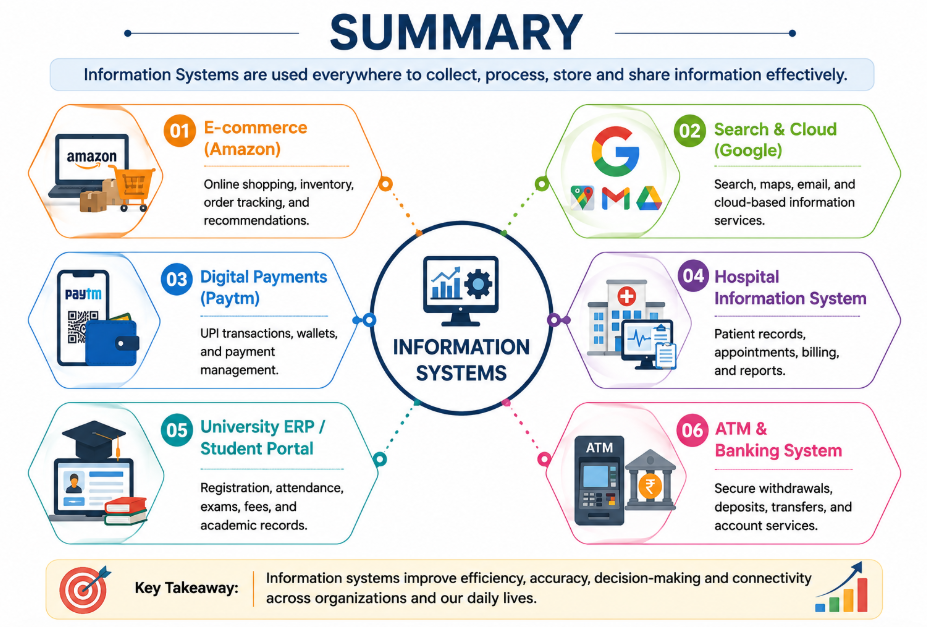 SUMMARY
Information Systems are used everywhere to collect, process, store and share information effectively.
amazon
01
E-commerce
(Amazon)
Online shopping, inventory,
order tracking, and
recommendations.
02
Search & Cloud
(Google)
Search, maps, email, and
cloud-based information
services.
paytm
03
Digital Payments
(Paytm)
UPI transactions, wallets,
and payment
management.
INFORMATION
SYSTEMS
04
Hospital
Information System
Patient records,
appointments, billing,
and reports.
05
University ERP /
Student Portal
Registration, attendance,
exams, fees, and
academic records.
ATM
₹
06
ATM &
Banking System
Secure withdrawals,
deposits, transfers, and
account services.
Key Takeaway:
Information systems improve efficiency, accuracy, decision-making and connectivity
across organizations and our daily lives.